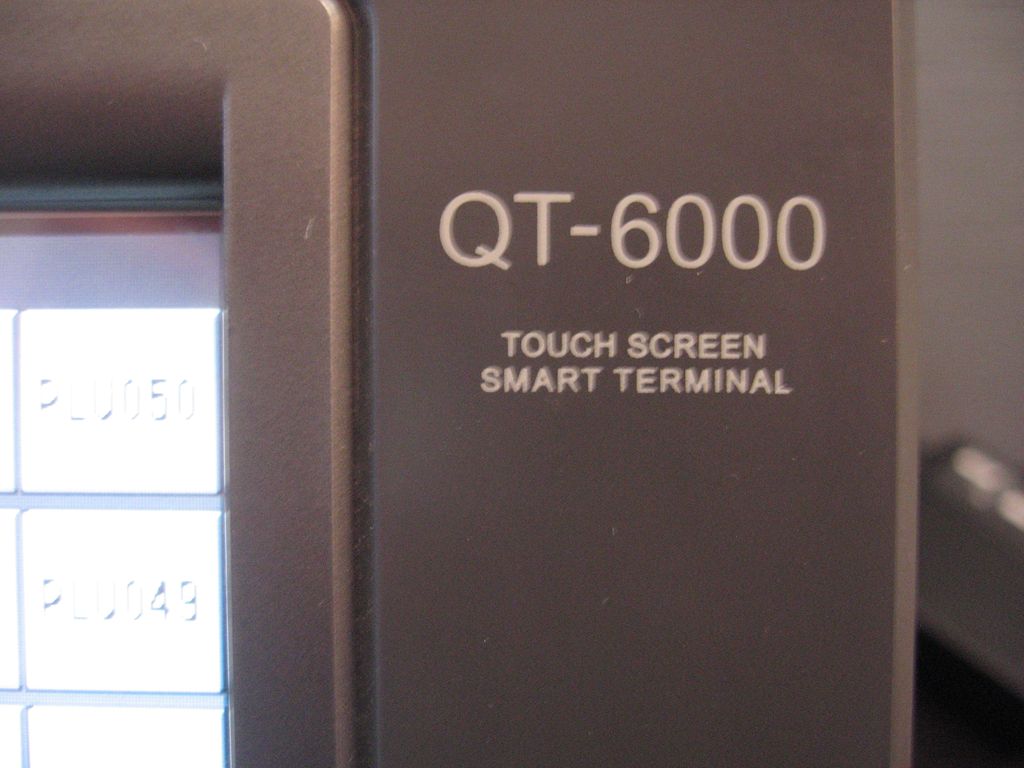 QT-6000
TOUCH SCREEN
SMART TERMINAL
PLU050
PLU049